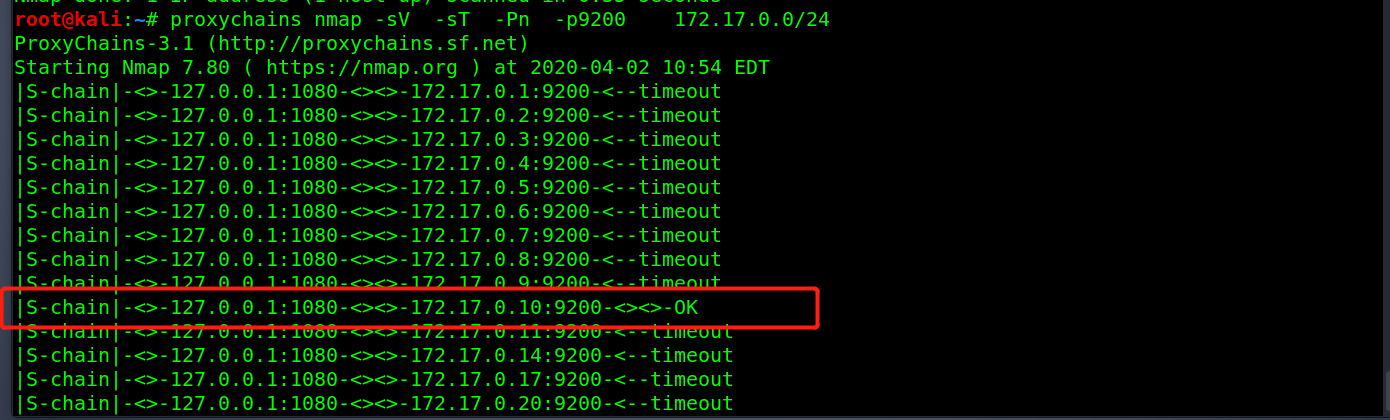 Nmap done: 1 IP address (1 host up) scanned in 0.53 seconds
root@kali:~# proxychains nmap -sV  -sT  -Pn  -p9200    172.17.0.0/24
ProxyChains-3.1 (http://proxychains.sf.net)
Starting Nmap 7.80 ( https://nmap.org ) at 2020-04-02 10:54 EDT
|S-chain|-<>-127.0.0.1:1080-<><>-172.17.0.1:9200-<--timeout
|S-chain|-<>-127.0.0.1:1080-<><>-172.17.0.2:9200-<--timeout
|S-chain|-<>-127.0.0.1:1080-<><>-172.17.0.3:9200-<--timeout
|S-chain|-<>-127.0.0.1:1080-<><>-172.17.0.4:9200-<--timeout
|S-chain|-<>-127.0.0.1:1080-<><>-172.17.0.5:9200-<--timeout
|S-chain|-<>-127.0.0.1:1080-<><>-172.17.0.6:9200-<--timeout
|S-chain|-<>-127.0.0.1:1080-<><>-172.17.0.7:9200-<--timeout
|S-chain|-<>-127.0.0.1:1080-<><>-172.17.0.8:9200-<--timeout
|S-chain|-<>-127.0.0.1:1080-<><>-172.17.0.9:9200-<--timeout
|S-chain|-<>-127.0.0.1:1080-<><>-172.17.0.10:9200-<><>-OK
|S-chain|-<>-127.0.0.1:1080-<><>-172.17.0.11:9200-<--timeout
|S-chain|-<>-127.0.0.1:1080-<><>-172.17.0.14:9200-<--timeout
|S-chain|-<>-127.0.0.1:1080-<><>-172.17.0.17:9200-<--timeout
|S-chain|-<>-127.0.0.1:1080-<><>-172.17.0.20:9200-<--timeout